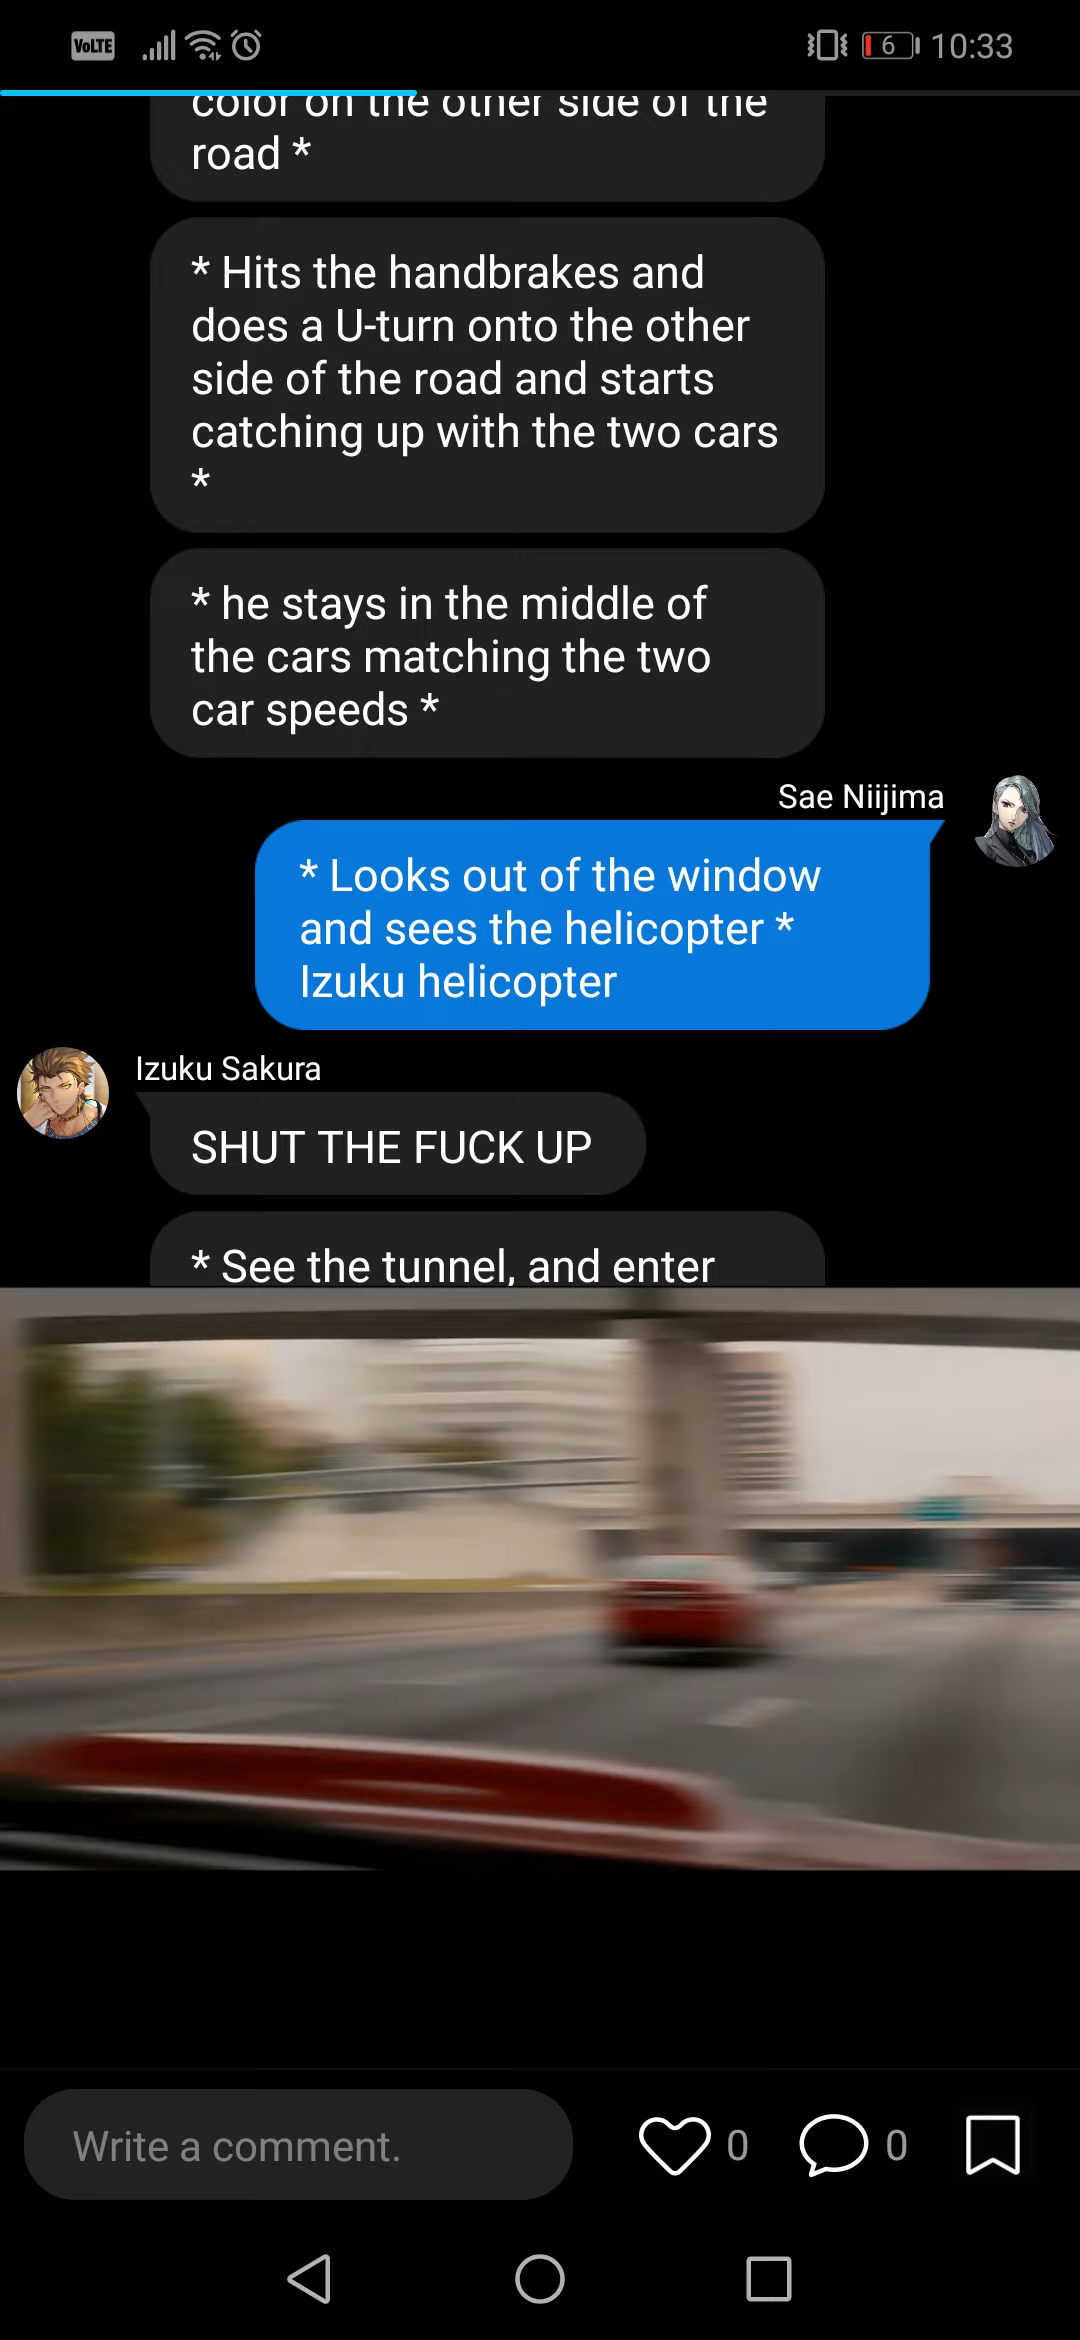 VoLTE
6
10:33
color on the other side of the
road *
* Hits the handbrakes and
does a U-turn onto the other
side of the road and starts
catching up with the two cars
*
* he stays in the middle of
the cars matching the two
car speeds *
Sae Niijima
* Looks out of the window
and sees the helicopter *
Izuku helicopter
Izuku Sakura
SHUT THE FUCK UP
* See the tunnel, and enter
Write a comment.
0
0